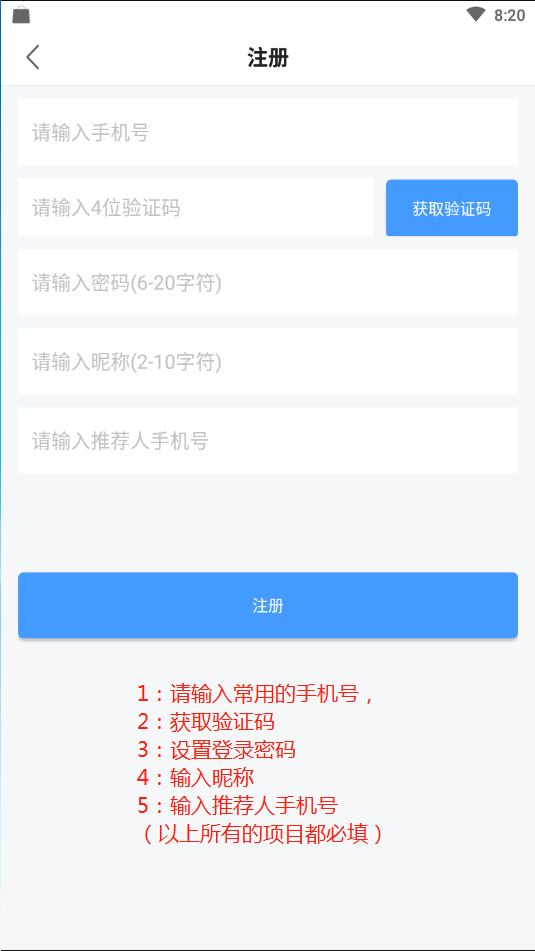 8:20
注册
请输入手机号
请输入4位验证码
获取验证码
请输入密码(6-20字符)
请输入昵称(2-10字符)
请输入推荐人手机号
注册
1：请输入常用的手机号，
2：获取验证码
3：设置登录密码
4：输入昵称
5：输入推荐人手机号
（以上所有的项目都必填）